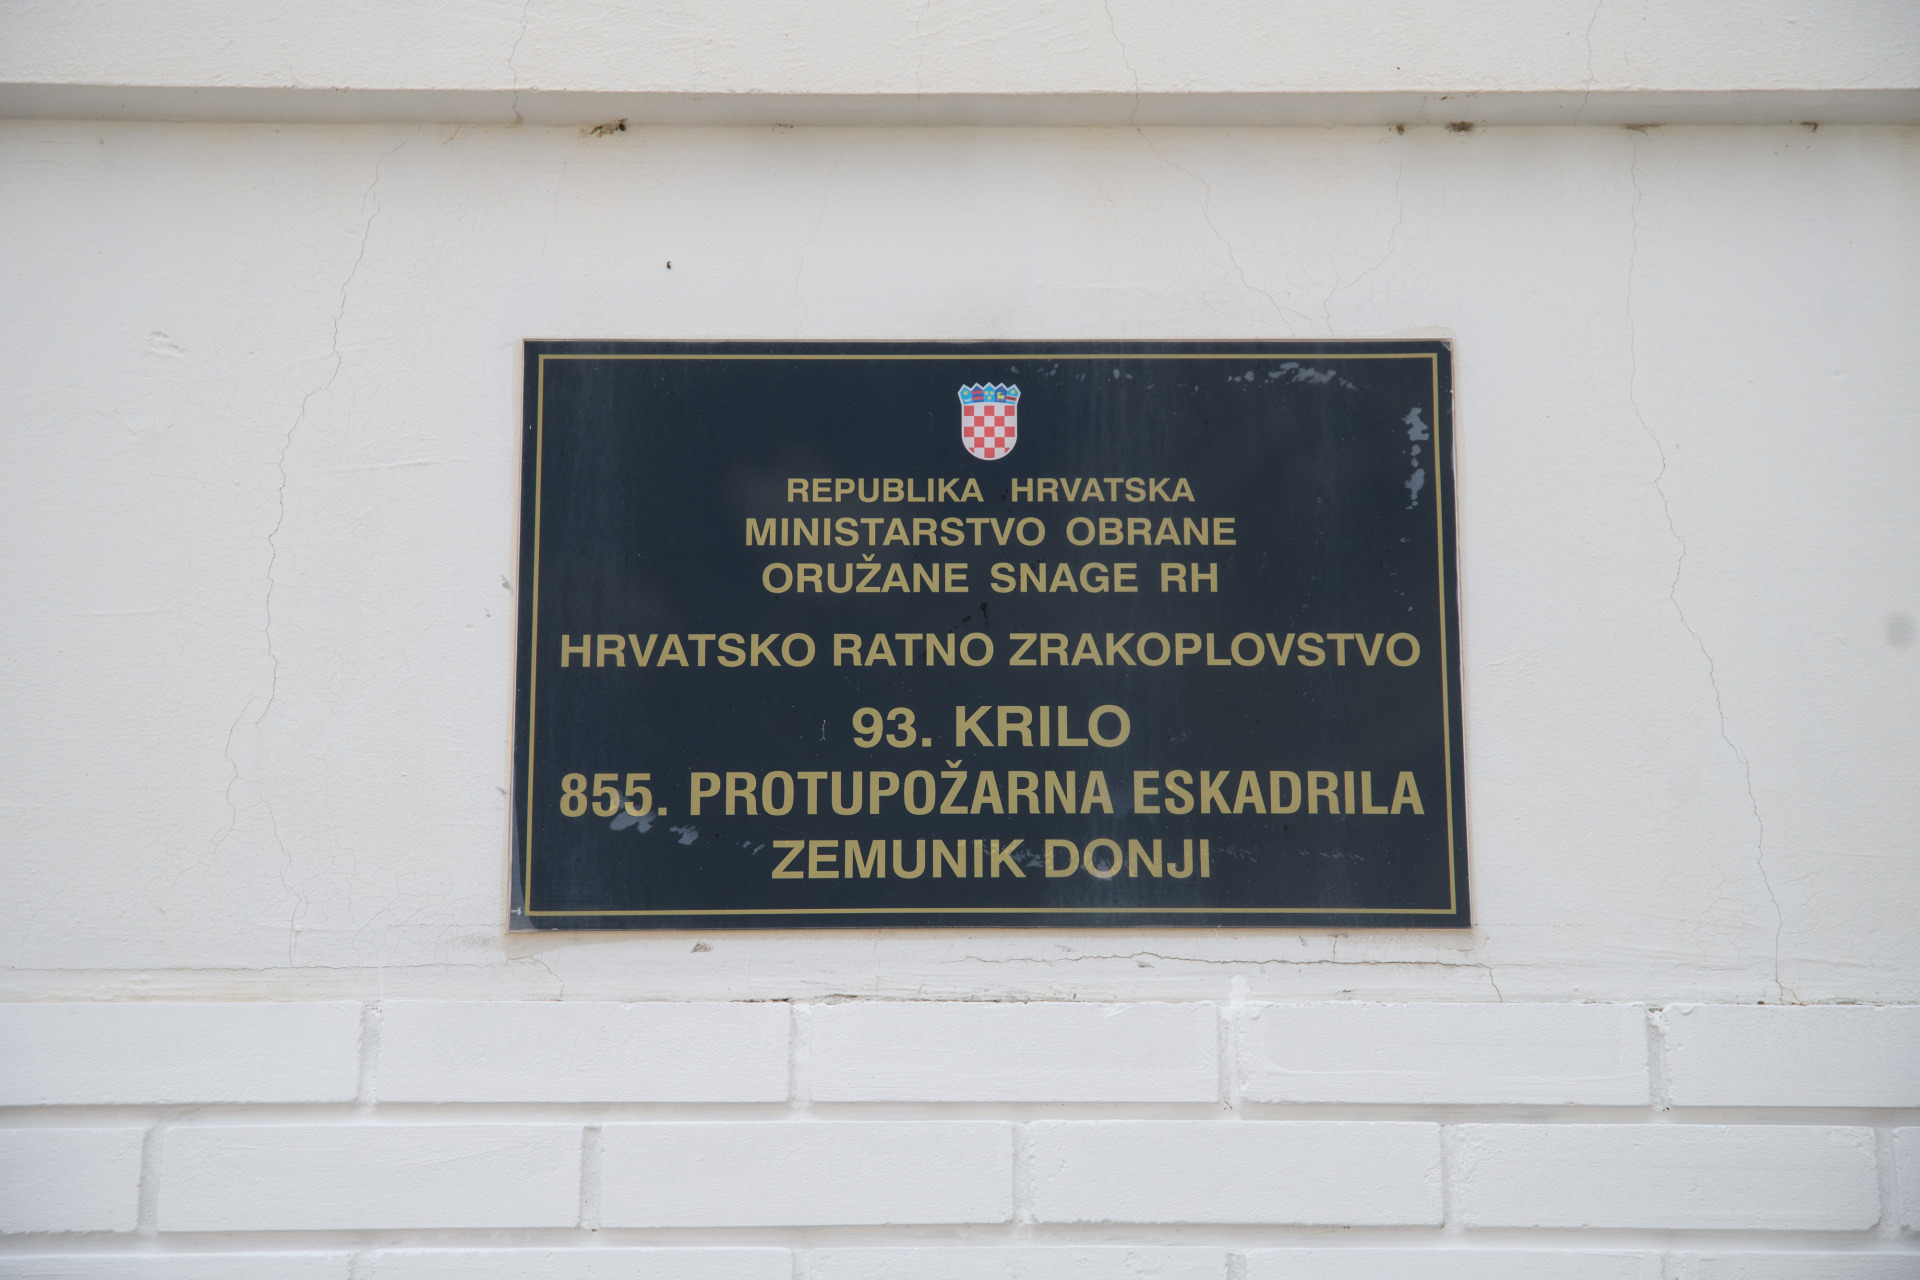 REPUBLIKA HRVATSKA
MINISTARSTVO OBRANE
ORUŽANE SNAGE RH
HRVATSKO RATNO ZRAKOPLOVSTVO
93. KRILO
855. PROTUPOŽARNA ESKADRILA
ZEMUNIK DONJI